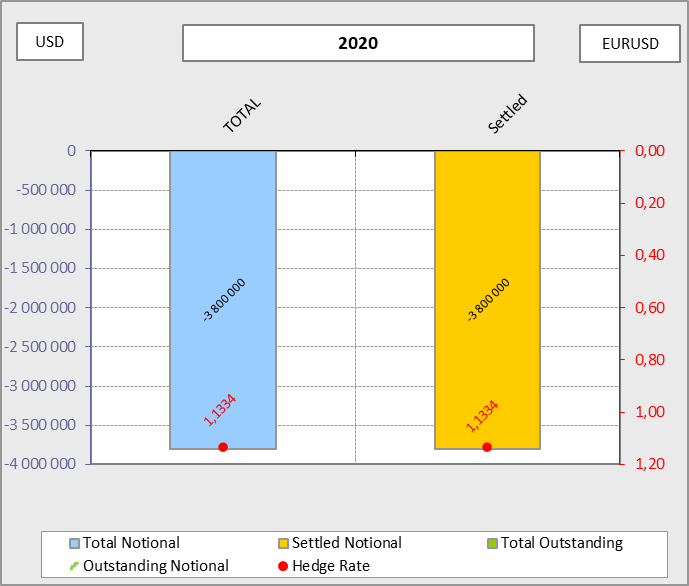 USD
2020
EURUSD
TOTAL
Settled
0
-500 000
-1 000 000
-1 500 000
-2 000 000
-2 500 000
-3 000 000
-3 500 000
-4 000 000
-3 800 000
1,1334
-3 800 000
1,1334
0,00
0,20
0,40
0,60
0,80
1,00
1,20
Total Notional
Settled Notional
Total Outstanding
Outstanding Notional
Hedge Rate